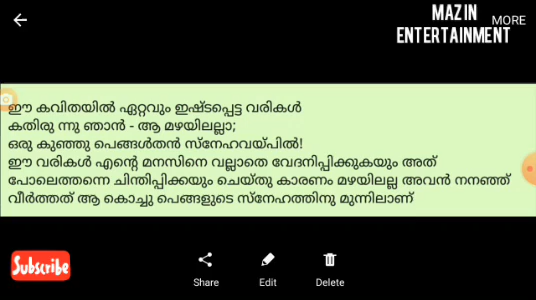 MAZIN
MORE
ENTERTAINMENT
ഈ കവിതയിൽ ഏറ്റവും ഇഷ്ടപ്പെട്ട വരികൾ
കതിരു ന്നു ഞാൻ - ആ മഴയിലല്ലാ;
ഒരു കുഞ്ഞു പെങ്ങൾതൻ സ്നേഹവയ്പിൽ!
ഈ വരികൾ എന്റെ മനസിനെ വല്ലാതെ വേദനിപ്പിക്കുകയും അത്
പോലെത്തന്നെ ചിന്തിപ്പിക്കയും ചെയ്തു കാരണം മഴയിലല്ല അവൻ നനഞ്ഞ്
വീർത്തത് ആ കൊച്ചു പെങ്ങളുടെ സ്നേഹത്തിനു മുന്നിലാണ്
Subscribe
Share Edit Delete